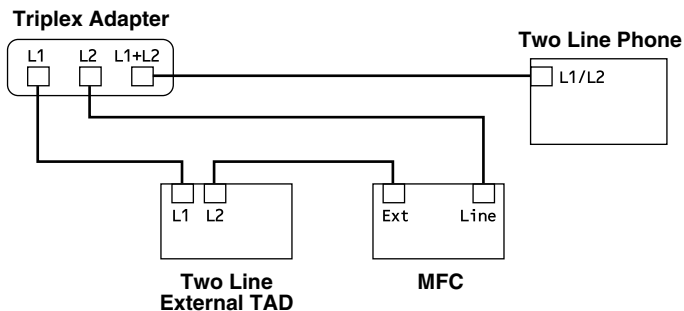 Triplex Adapter
L1 L2 L1+L2
Two Line Phone
L1/L2
L1 L2
Ext Line
Two Line
External TAD
MFC